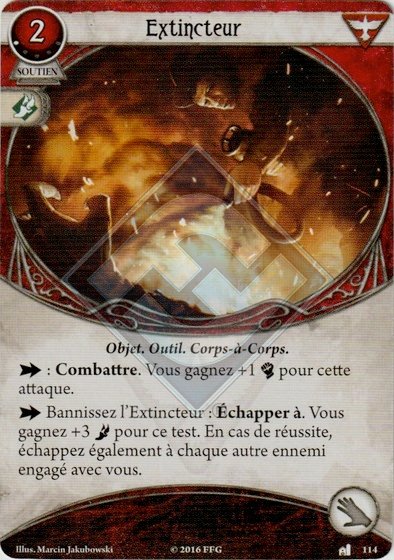 2
Extincteur
SOUTIEN
Objet. Outil. Corps-à-Corps.
: Combattre. Vous gagnez +1 pour cette
attaque.
Bannissez l'Extincteur : Échapper à. Vous
gagnez +3 pour ce test. En cas de réussite,
échappez également à chaque autre ennemi
engagé avec vous.
Illus. Marcin Jakubowski © 2016 FFG 114